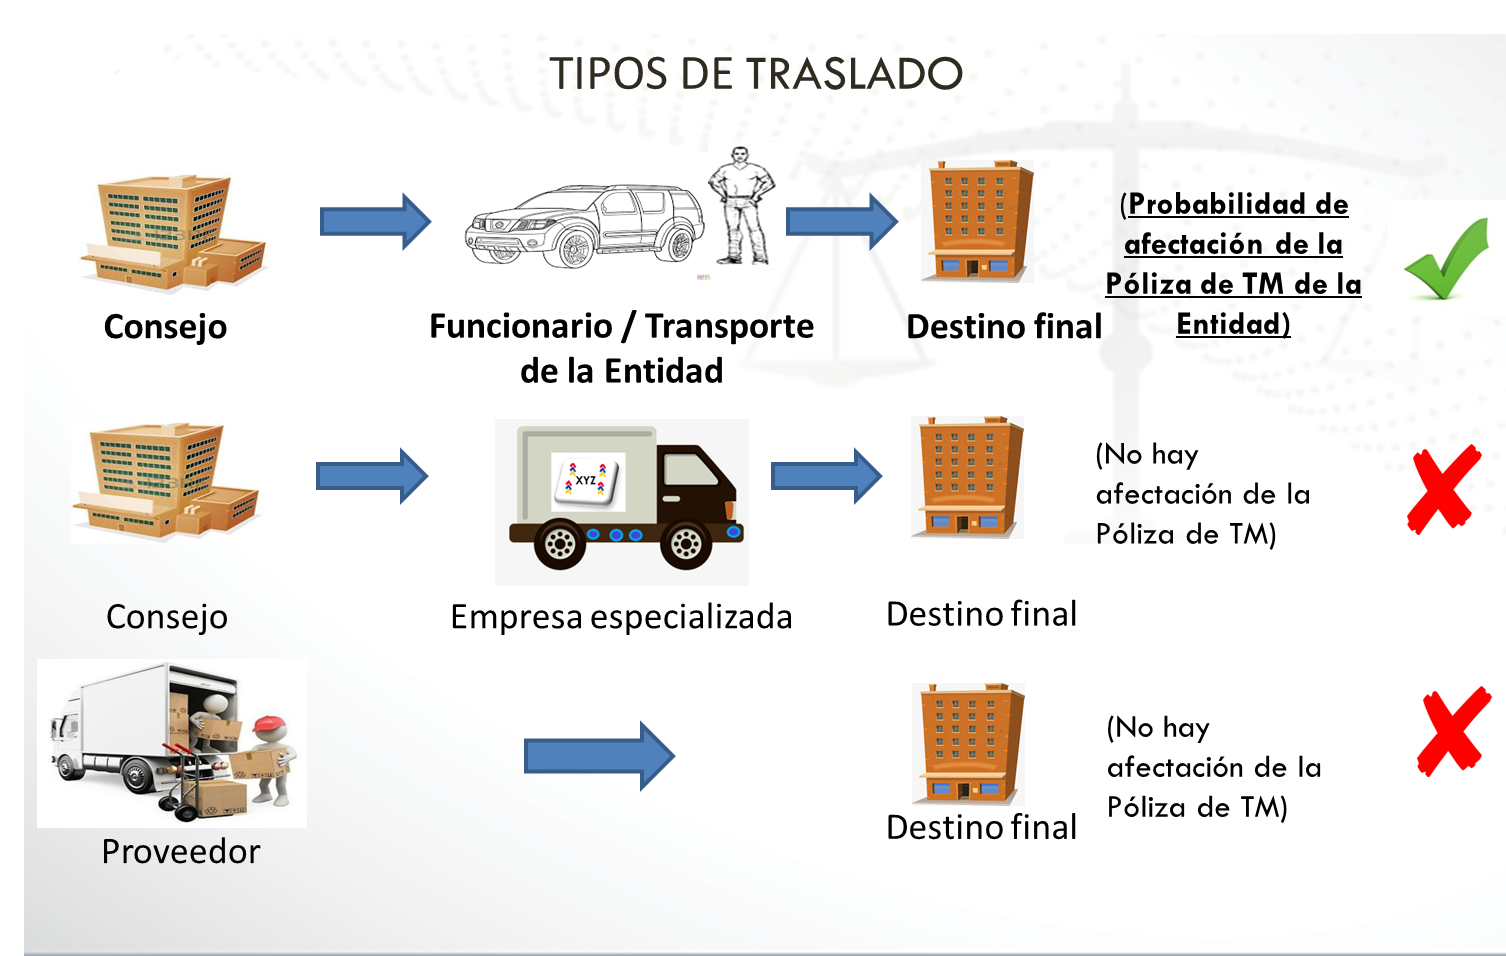 TIPOS DE TRASLADO
(Probabilidad de
afectación de la
Póliza de TM de la
Entidad)
Consejo
Funcionario / Transporte
de la Entidad
Destino final
XYZ
(No hay
afectación de la
Póliza de TM)
Consejo
Empresa especializada
Destino final
(No hay
afectación de la
Póliza de TM)
Proveedor
Destino final